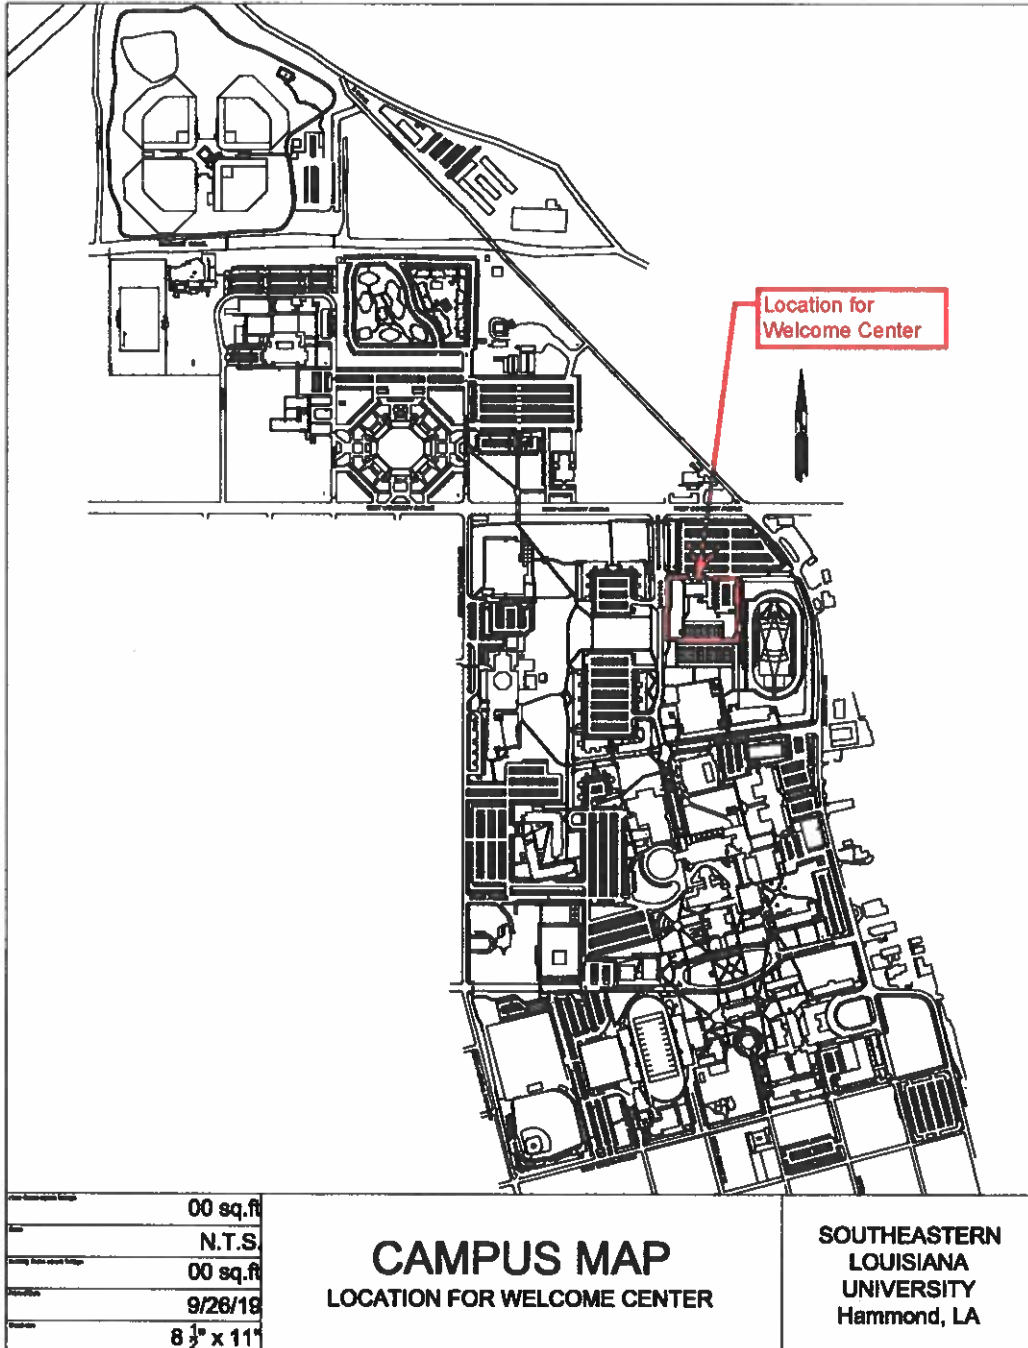 Location for
Welcome Center
00 sq.ft
N.T.S.
00 sq.ft
9/26/19
8 ½" x 11"
CAMPUS MAP
LOCATION FOR WELCOME CENTER
SOUTHEASTERN
LOUISIANA
UNIVERSITY
Hammond, LA